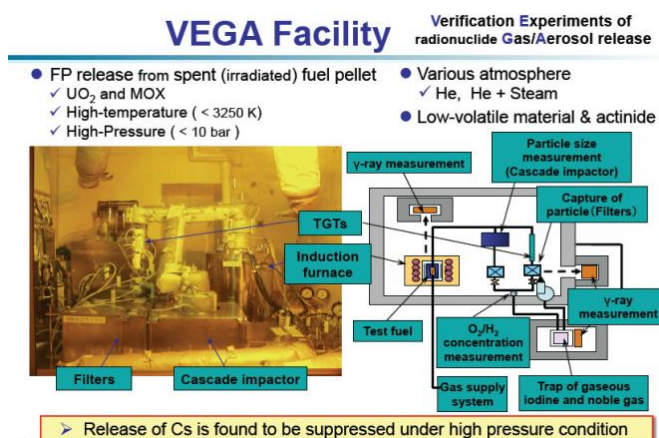 VEGA Facility
Verification Experiments of
radionuclide Gas/Aerosol release
● FP release from spent (irradiated) fuel pellet
✓ UO₂ and MOX
✓ High-temperature ( < 3250 K)
✓ High-Pressure ( < 10 bar)
● Various atmosphere
✓ He, He + Steam
● Low-volatile material & actinide
γ-ray measurement
Particle size
measurement
(Cascade impactor)
Capture of
particle(Filters)
TGTs
Induction
furnace
Test fuel
O₂/H₂
concentration
measurement
γ-ray
measurement
Filters
Cascade impactor
Gas supply
system
Trap of gaseous
iodine and noble gas
➢ Release of Cs is found to be suppressed under high pressure condition